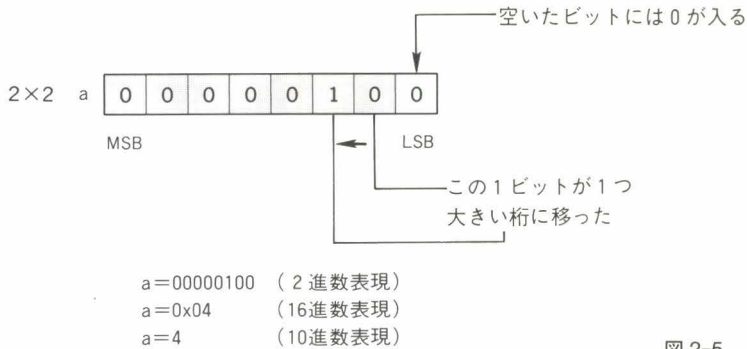 空いたビットには0が入る
2×2 a 0 0 0 0 0 1 0 0
MSB LSB
この1ビットが1つ
大きい桁に移った
a=00000100 (2進数表現)
a=0x04 (16進数表現)
a=4 (10進数表現)
図2-5